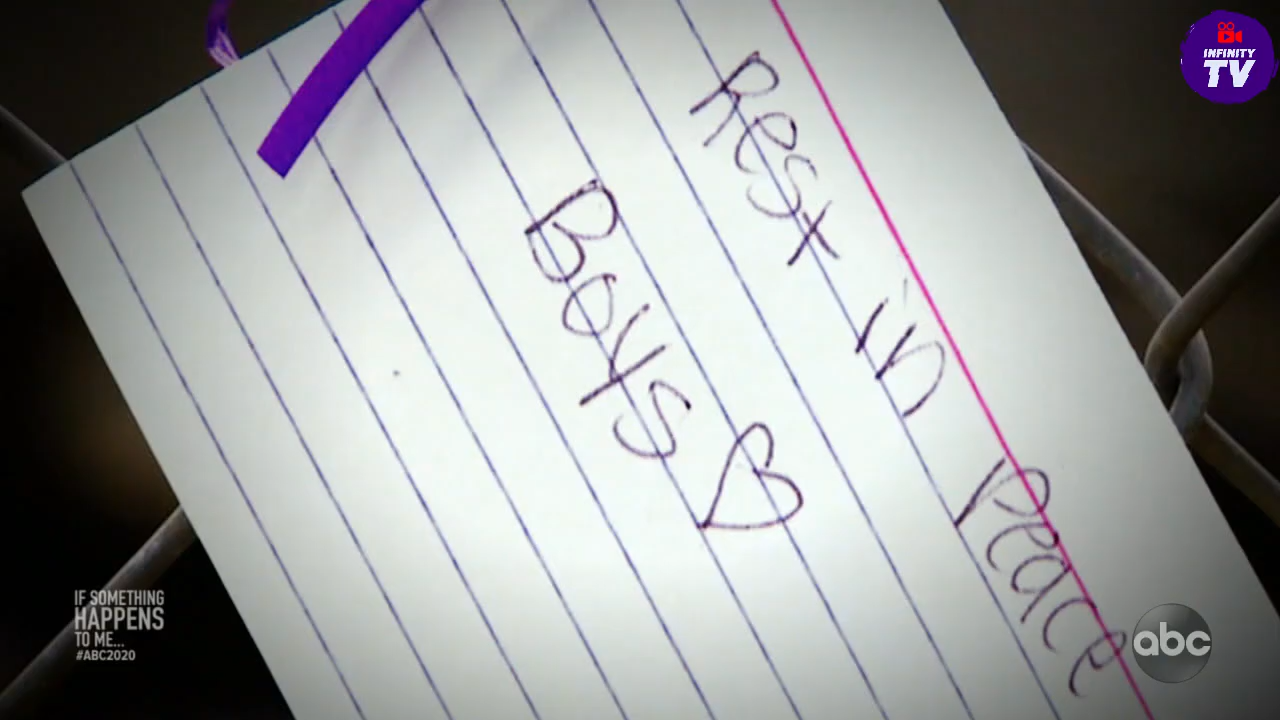 Rest in Peace
Boys
INFINITY
TV
IF SOMETHING
HAPPENS
TO ME...
#ABC2020
abc